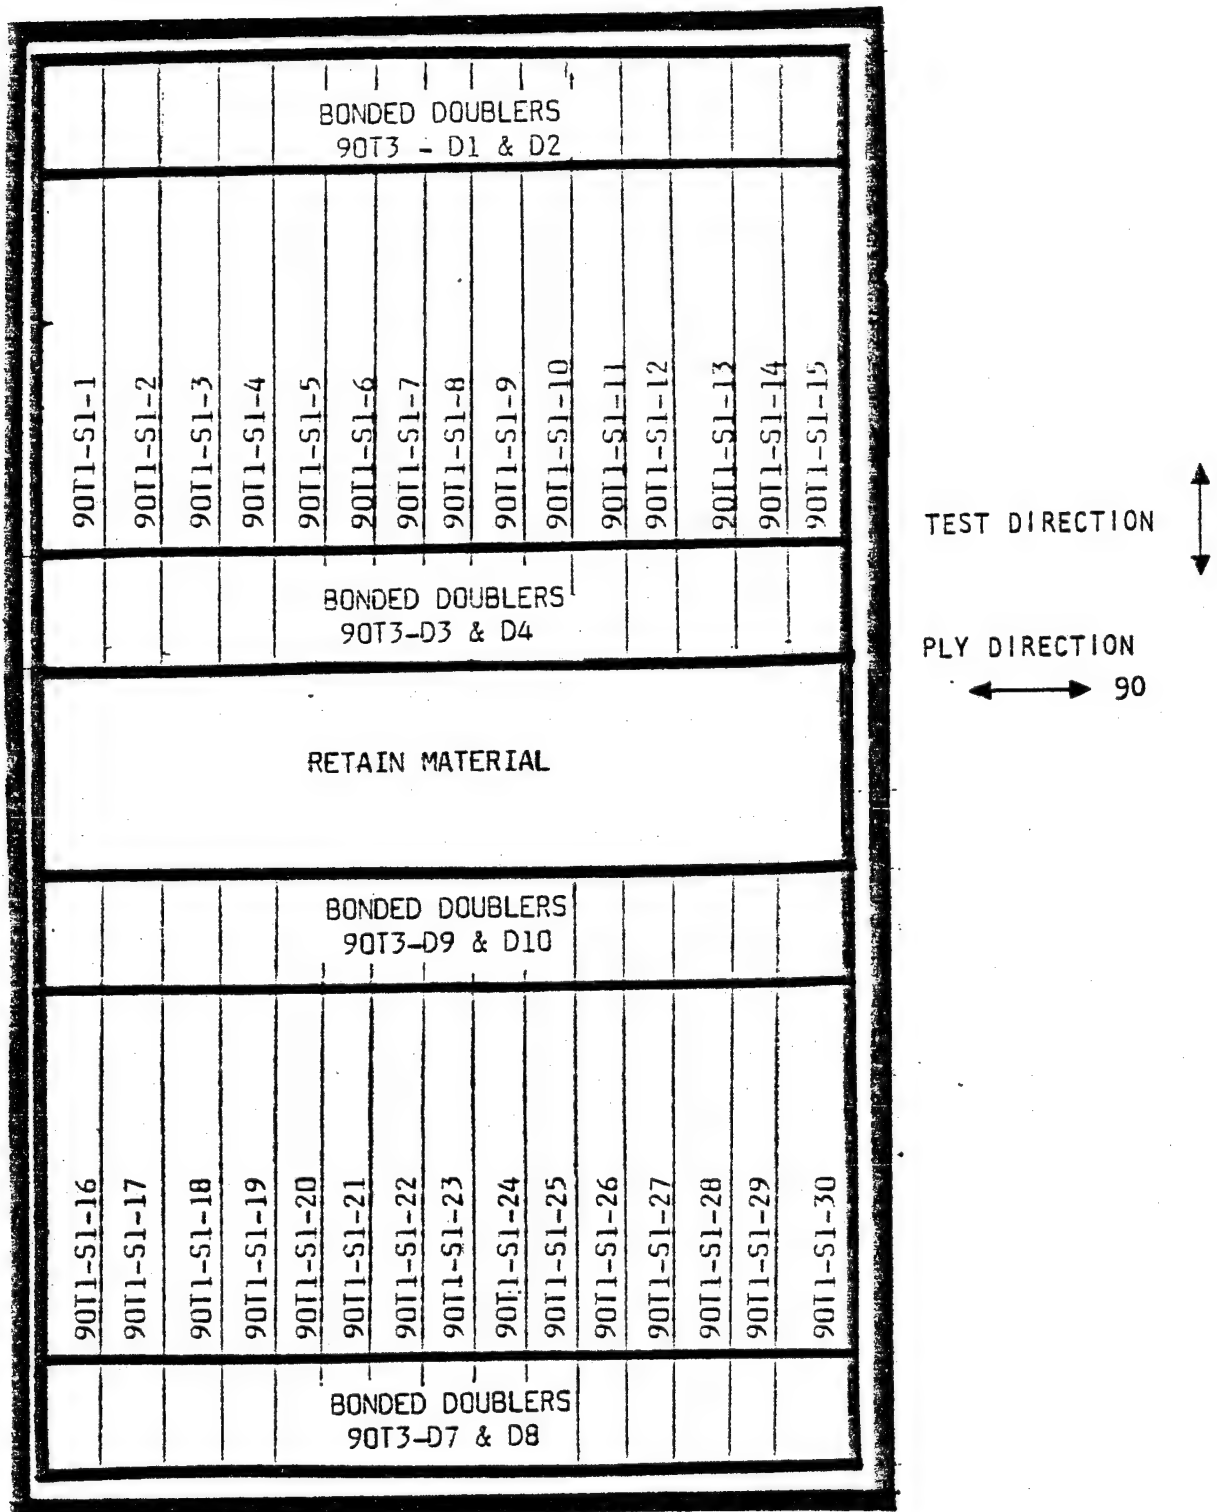 BONDED DOUBLERS
90T3 - D1 & D2
90T1-S1-1
90T1-S1-2
90T1-S1-3
90T1-S1-4
90T1-S1-5
90T1-S1-6
90T1-S1-7
90T1-S1-8
90T1-S1-9
90T1-S1-10
90T1-S1-11
90T1-S1-12
90T1-S1-13
90T1-S1-14
90T1-S1-15
TEST DIRECTION
BONDED DOUBLERS
90T3-D3 & D4
PLY DIRECTION
90
RETAIN MATERIAL
BONDED DOUBLERS
90T3-D9 & D10
90T1-S1-16
90T1-S1-17
90T1-S1-18
90T1-S1-19
90T1-S1-20
90T1-S1-21
90T1-S1-22
90T1-S1-23
90T1-S1-24
90T1-S1-25
90T1-S1-26
90T1-S1-27
90T1-S1-28
90T1-S1-29
90T1-S1-30
BONDED DOUBLERS
90T3-D7 & D8